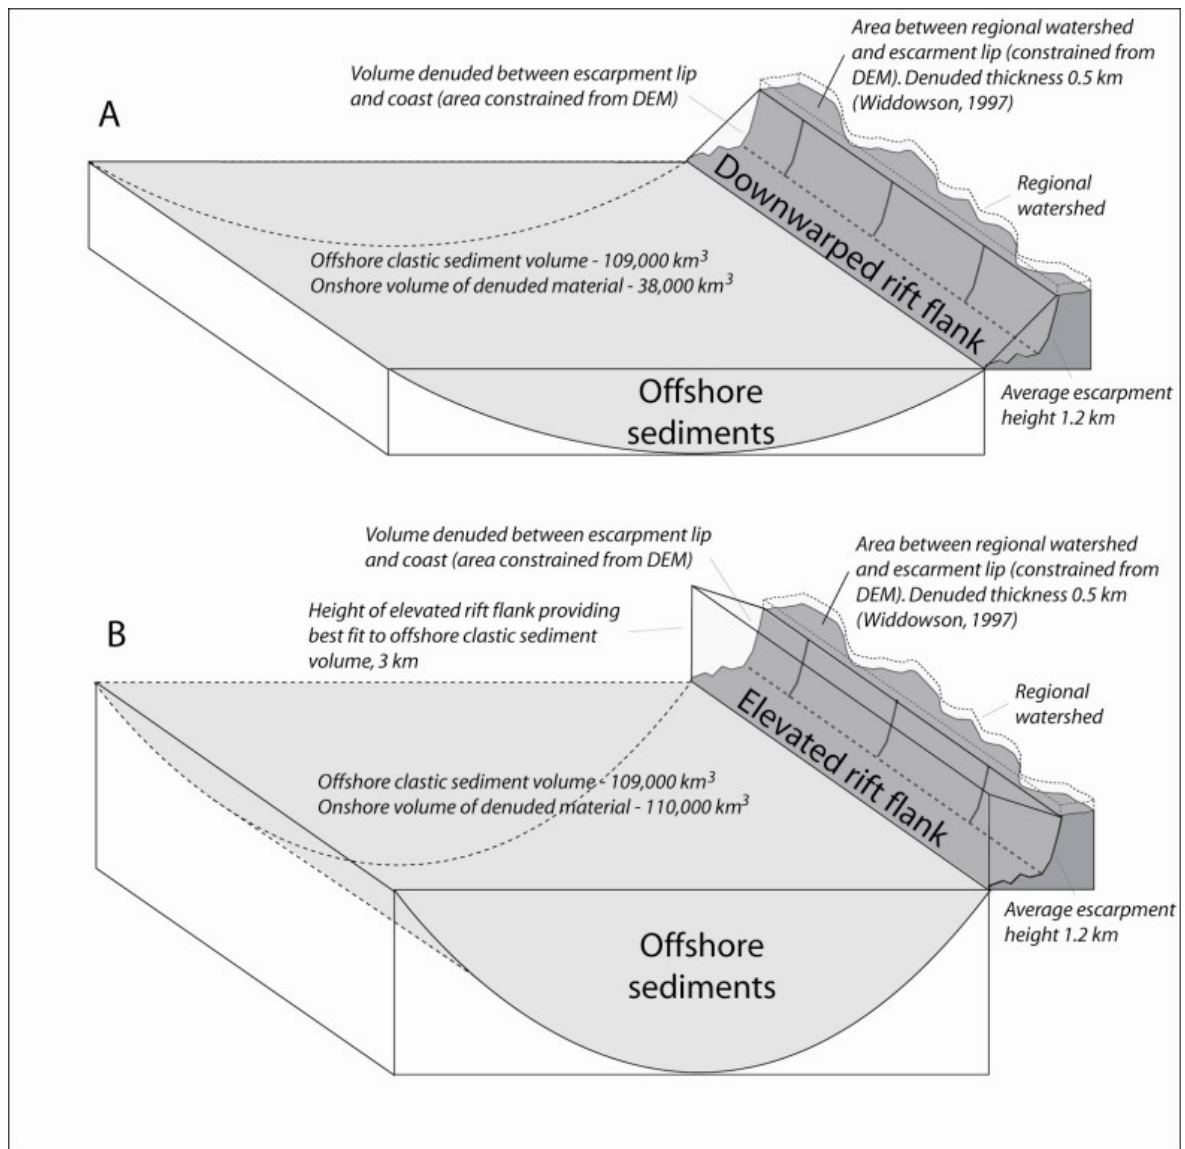 Area between regional watershed
and escarment lip (constrained from
DEM). Denuded thickness 0.5 km
(Widdowson, 1997)
Volume denuded between escarpment lip
and coast (area constrained from DEM)
A
Regional
watershed
Downwarped rift flank
Offshore clastic sediment volume - 109,000 km³
Onshore volume of denuded material - 38,000 km³
Offshore
sediments
Average escarpment
height 1.2 km
Volume denuded between escarpment lip
and coast (area constrained from DEM)
Area between regional watershed
and escarment lip (constrained from
DEM). Denuded thickness 0.5 km
(Widdowson, 1997)
Height of elevated rift flank providing
best fit to offshore clastic sediment
volume, 3 km
B
Regional
watershed
Elevated rift flank
Offshore clastic sediment volume - 109,000 km³
Onshore volume of denuded material - 110,000 km³
Average escarpment
height 1.2 km
Offshore
sediments